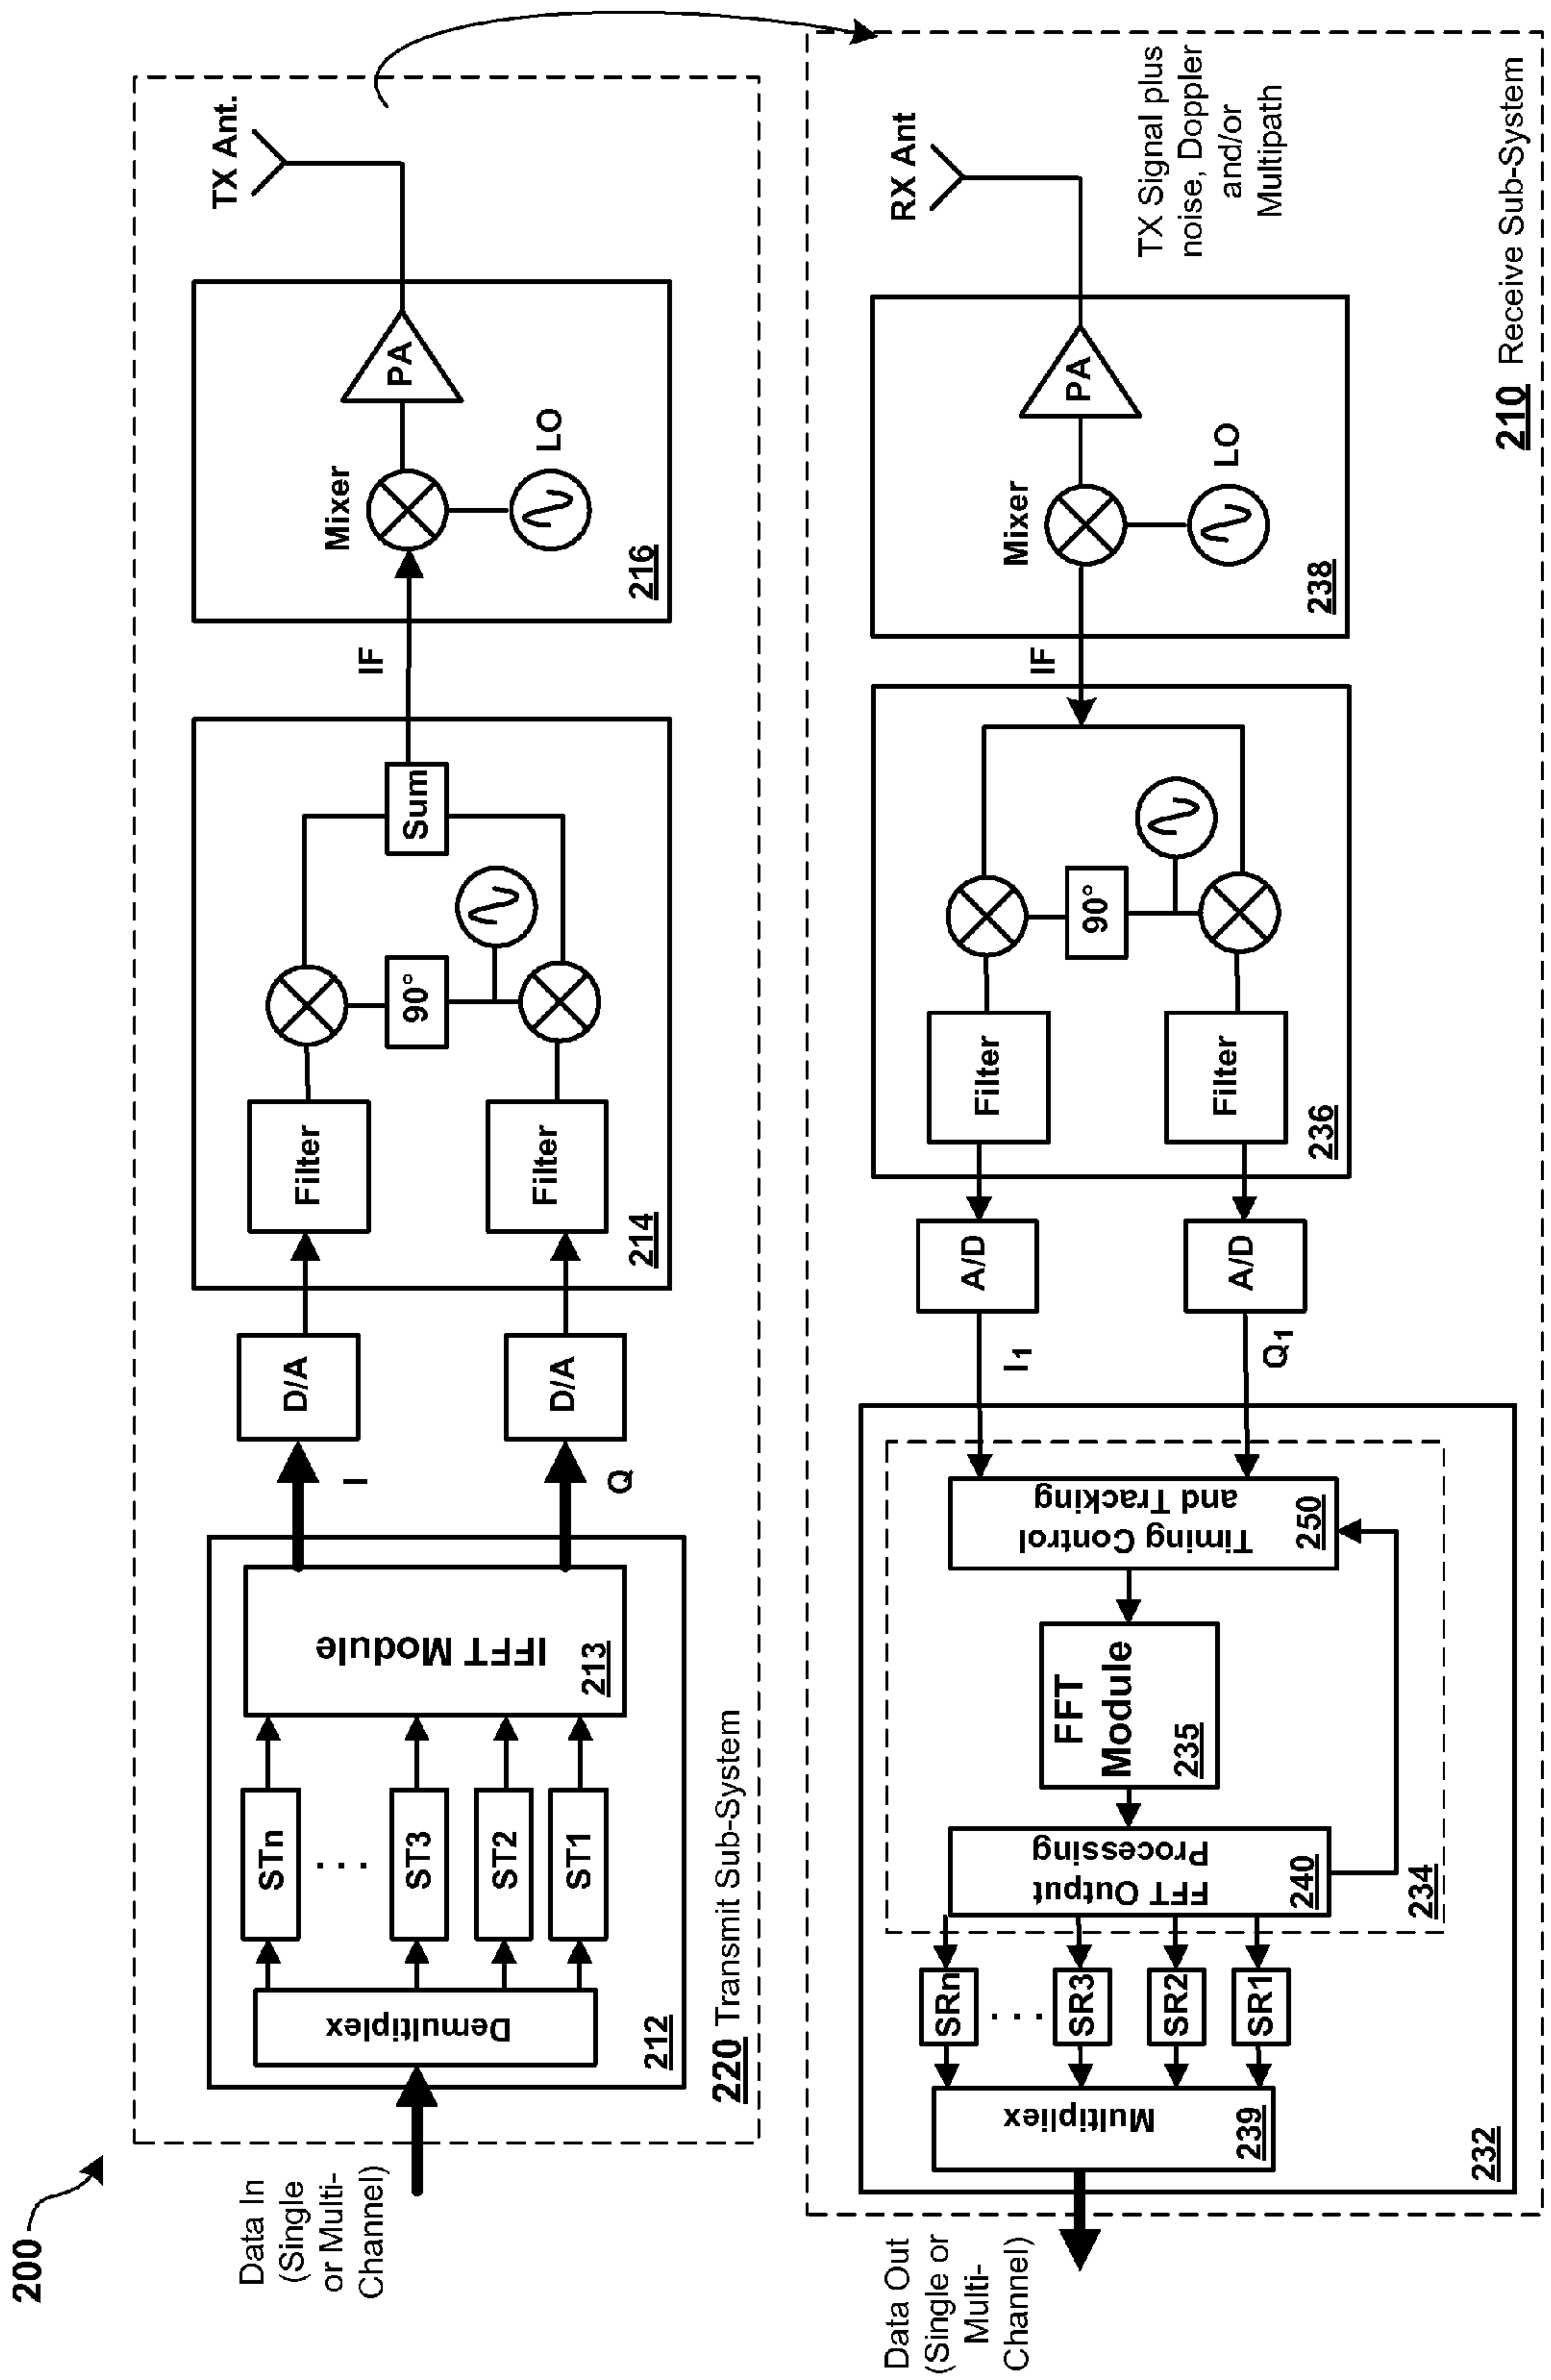 200
Data In
(Single
or Multi-
Channel)
Demultiplex
212
STn
. . .
ST3
ST2
ST1
IFFT Module
213
I
Q
D/A
D/A
Filter
Filter
214
90°
Sum
IF
Mixer
LO
PA
216
TX Ant.
220 Transmit Sub-System
RX Ant
TX Signal plus
noise, Doppler
and/or
Multipath
PA
Mixer
LO
238
IF
90°
Filter
Filter
236
A/D
A/D
I1
Q1
Timing Control
and Tracking
250
FFT
Module
235
FFT Output
Processing
240
234
SRn
. . .
SR3
SR2
SR1
Multipliex
239
232
Data Out
(Single or
Multi-
Channel)
210 Receive Sub-System